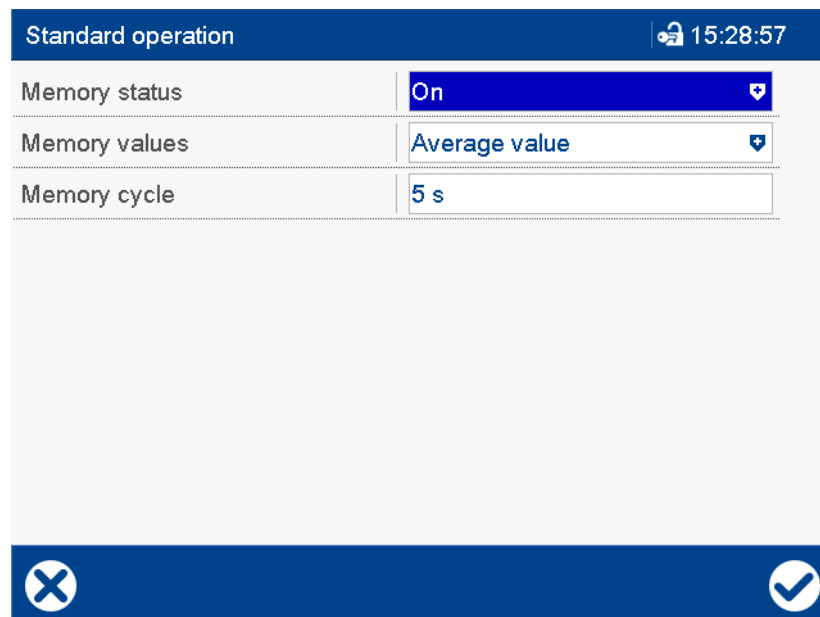 Standard operation 15:28:57
Memory status On
Memory values Average value
Memory cycle 5 s